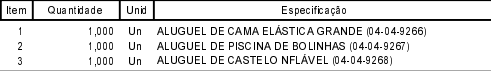 Item Quantidade Unid Especificação
1 1,000 Un ALUGUEL DE CAMA ELÁSTICA GRANDE (04-04-9266)
2 1,000 Un ALUGUEL DE PISCINA DE BOLINHAS (04-04-9267)
3 1,000 Un ALUGUEL DE CASTELO NFLÁVEL (04-04-9268)